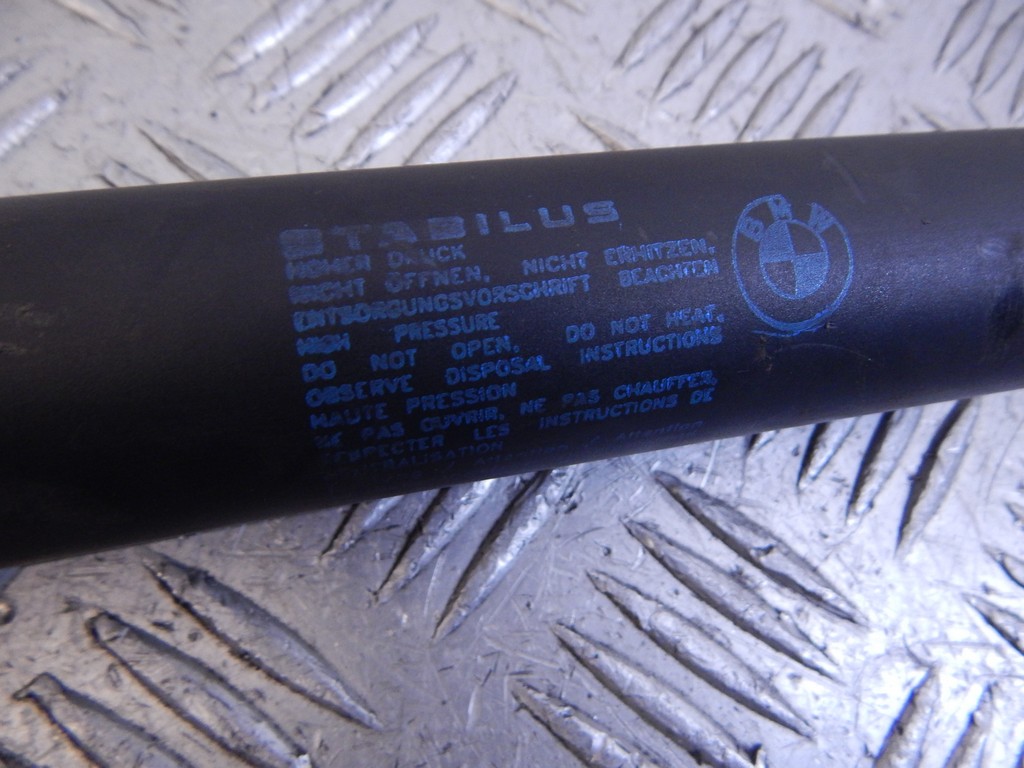 STABILUS
BMW
HOHER DRUCK
NICHT ÖFFNEN. NICHT ERHITZEN.
ENTSORGUNGSVORSCHRIFT BEACHTEN
HIGH PRESSURE
DO NOT OPEN. DO NOT HEAT.
OBSERVE DISPOSAL INSTRUCTIONS
HAUTE PRESSION
NE PAS OUVRIR. NE PAS CHAUFFER.
RESPECTER LES INSTRUCTIONS DE